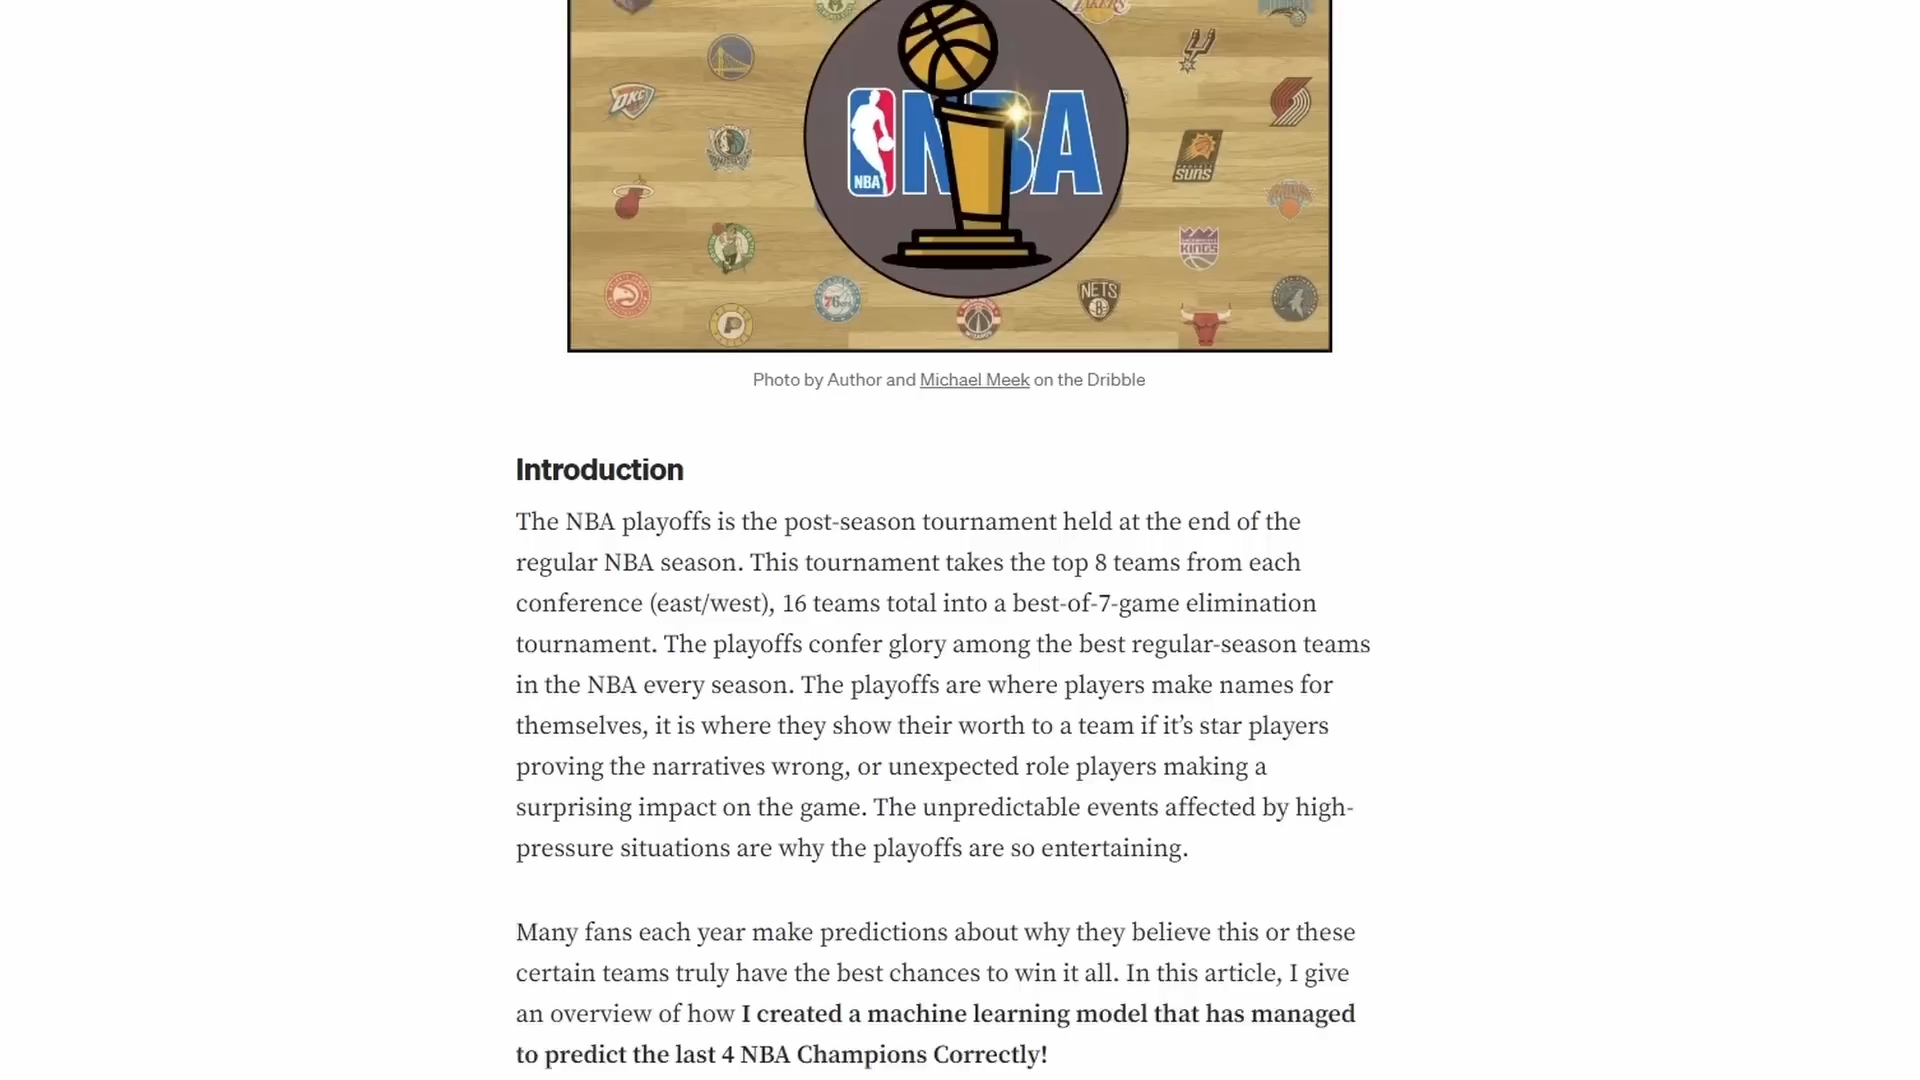 LAKERS
OKC
NBA
NBA
SUNS
KINGS
76ers
NETS
B
P
WIZARDS
Photo by Author and Michael Meek on the Dribble
Introduction
The NBA playoffs is the post-season tournament held at the end of the
regular NBA season. This tournament takes the top 8 teams from each
conference (east/west), 16 teams total into a best-of-7-game elimination
tournament. The playoffs confer glory among the best regular-season teams
in the NBA every season. The playoffs are where players make names for
themselves, it is where they show their worth to a team if it’s star players
proving the narratives wrong, or unexpected role players making a
surprising impact on the game. The unpredictable events affected by high-
pressure situations are why the playoffs are so entertaining.
Many fans each year make predictions about why they believe this or these
certain teams truly have the best chances to win it all. In this article, I give
an overview of how I created a machine learning model that has managed
to predict the last 4 NBA Champions Correctly!